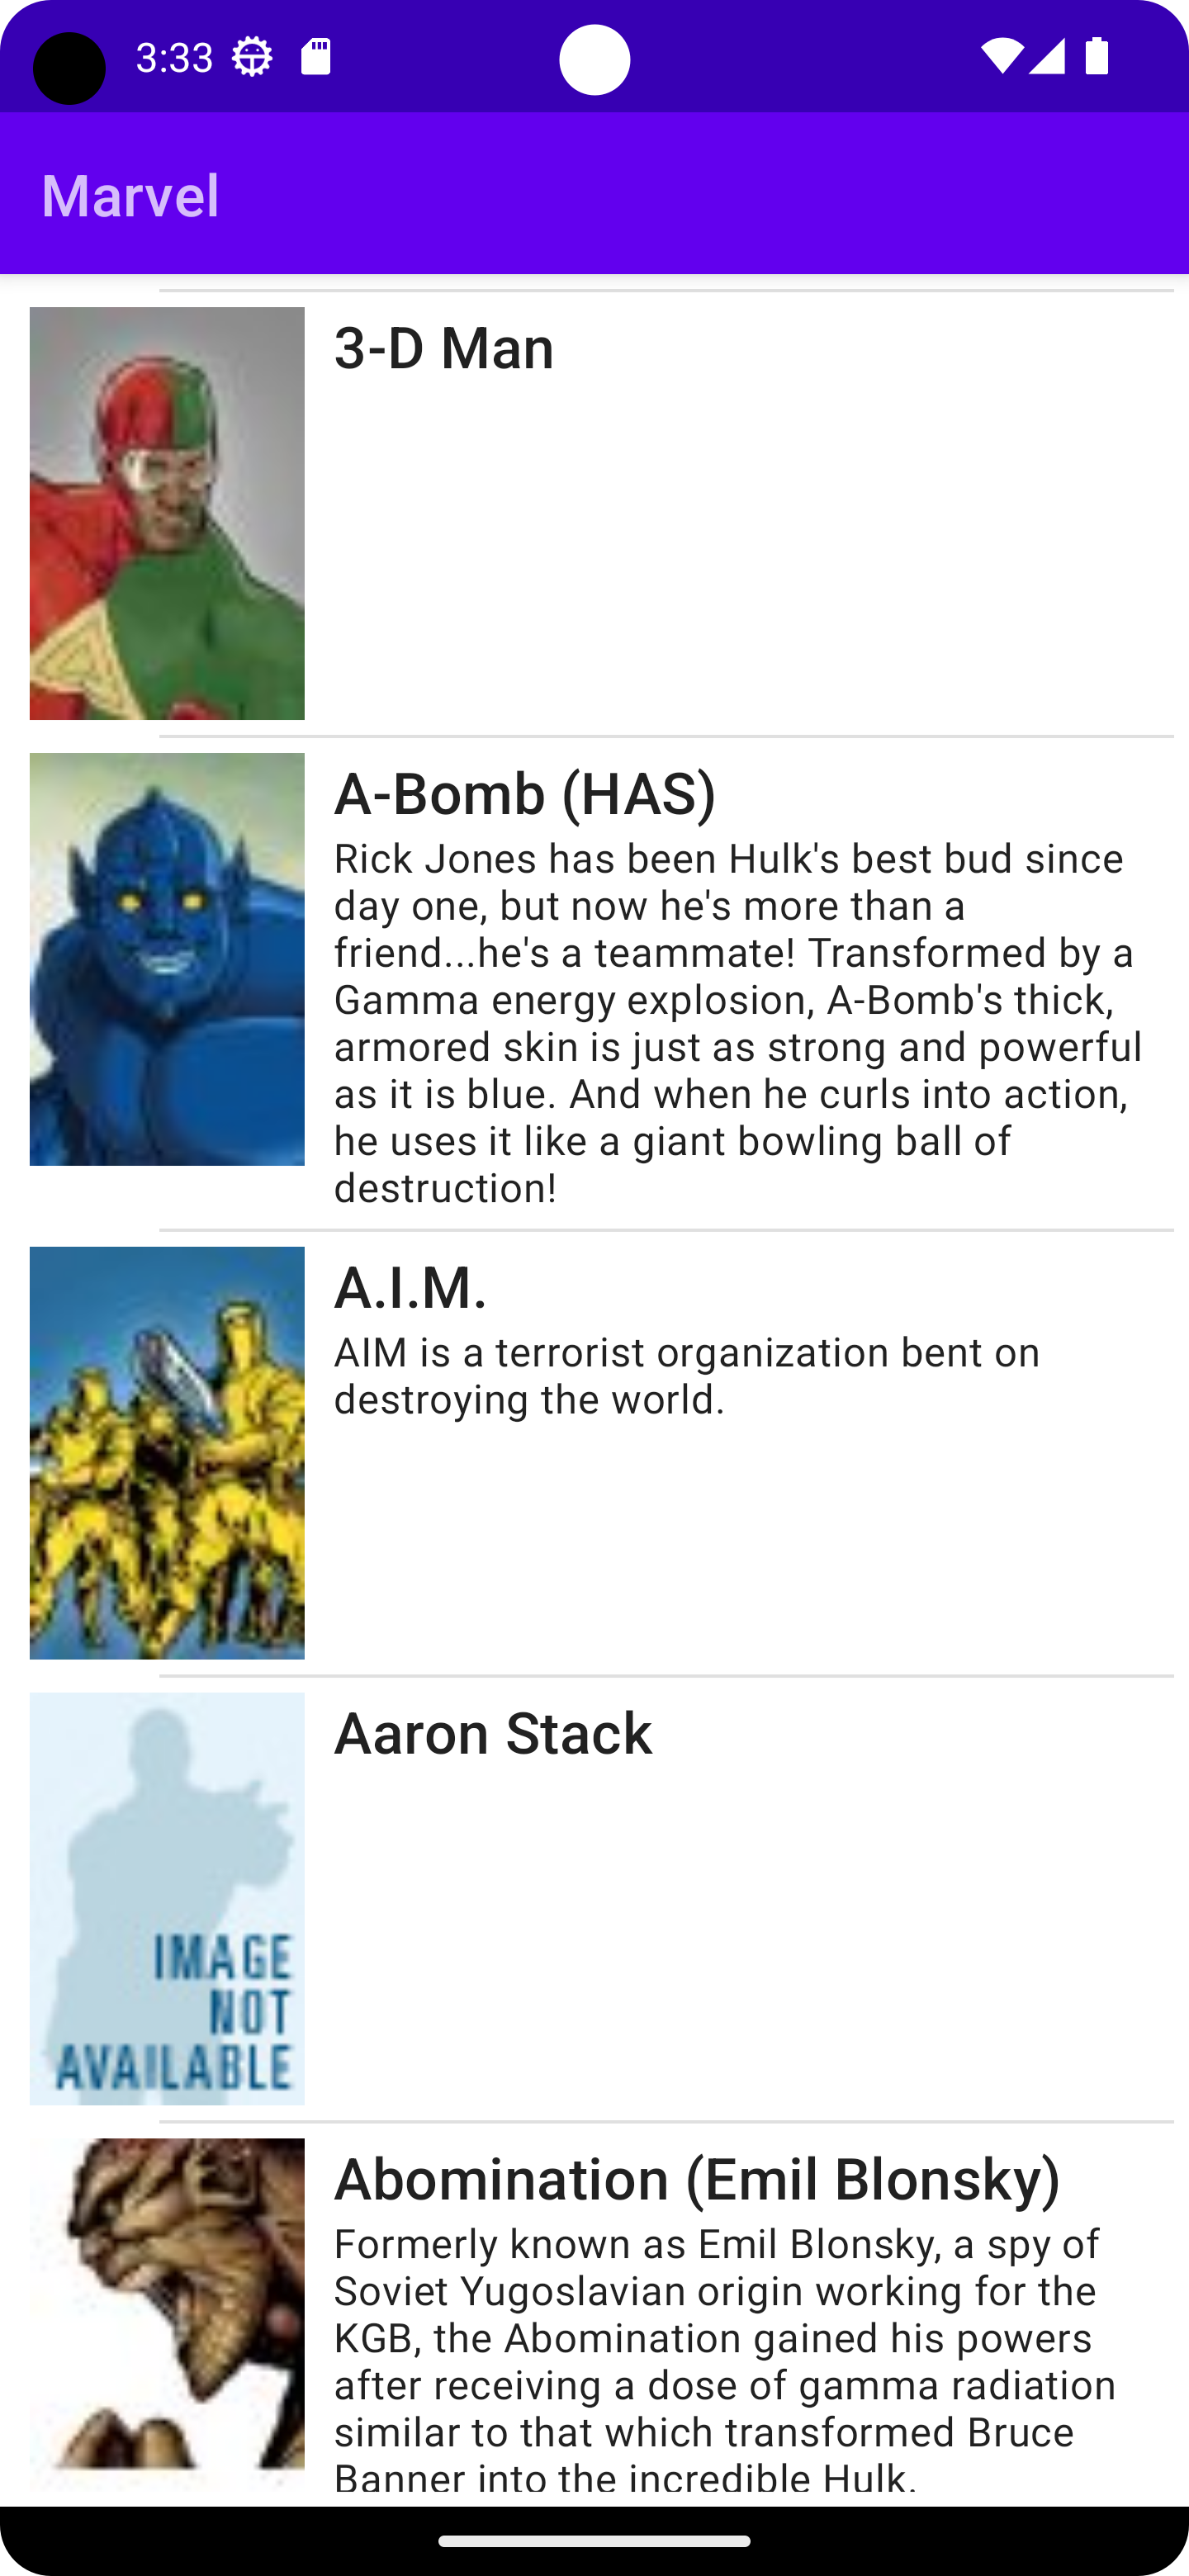 3:33
Marvel
3-D Man
A-Bomb (HAS)
Rick Jones has been Hulk's best bud since
day one, but now he's more than a
friend...he's a teammate! Transformed by a
Gamma energy explosion, A-Bomb's thick,
armored skin is just as strong and powerful
as it is blue. And when he curls into action,
he uses it like a giant bowling ball of
destruction!
A.I.M.
AIM is a terrorist organization bent on
destroying the world.
Aaron Stack
IMAGE
NOT
AVAILABLE
Abomination (Emil Blonsky)
Formerly known as Emil Blonsky, a spy of
Soviet Yugoslavian origin working for the
KGB, the Abomination gained his powers
after receiving a dose of gamma radiation
similar to that which transformed Bruce
Banner into the incredible Hulk.